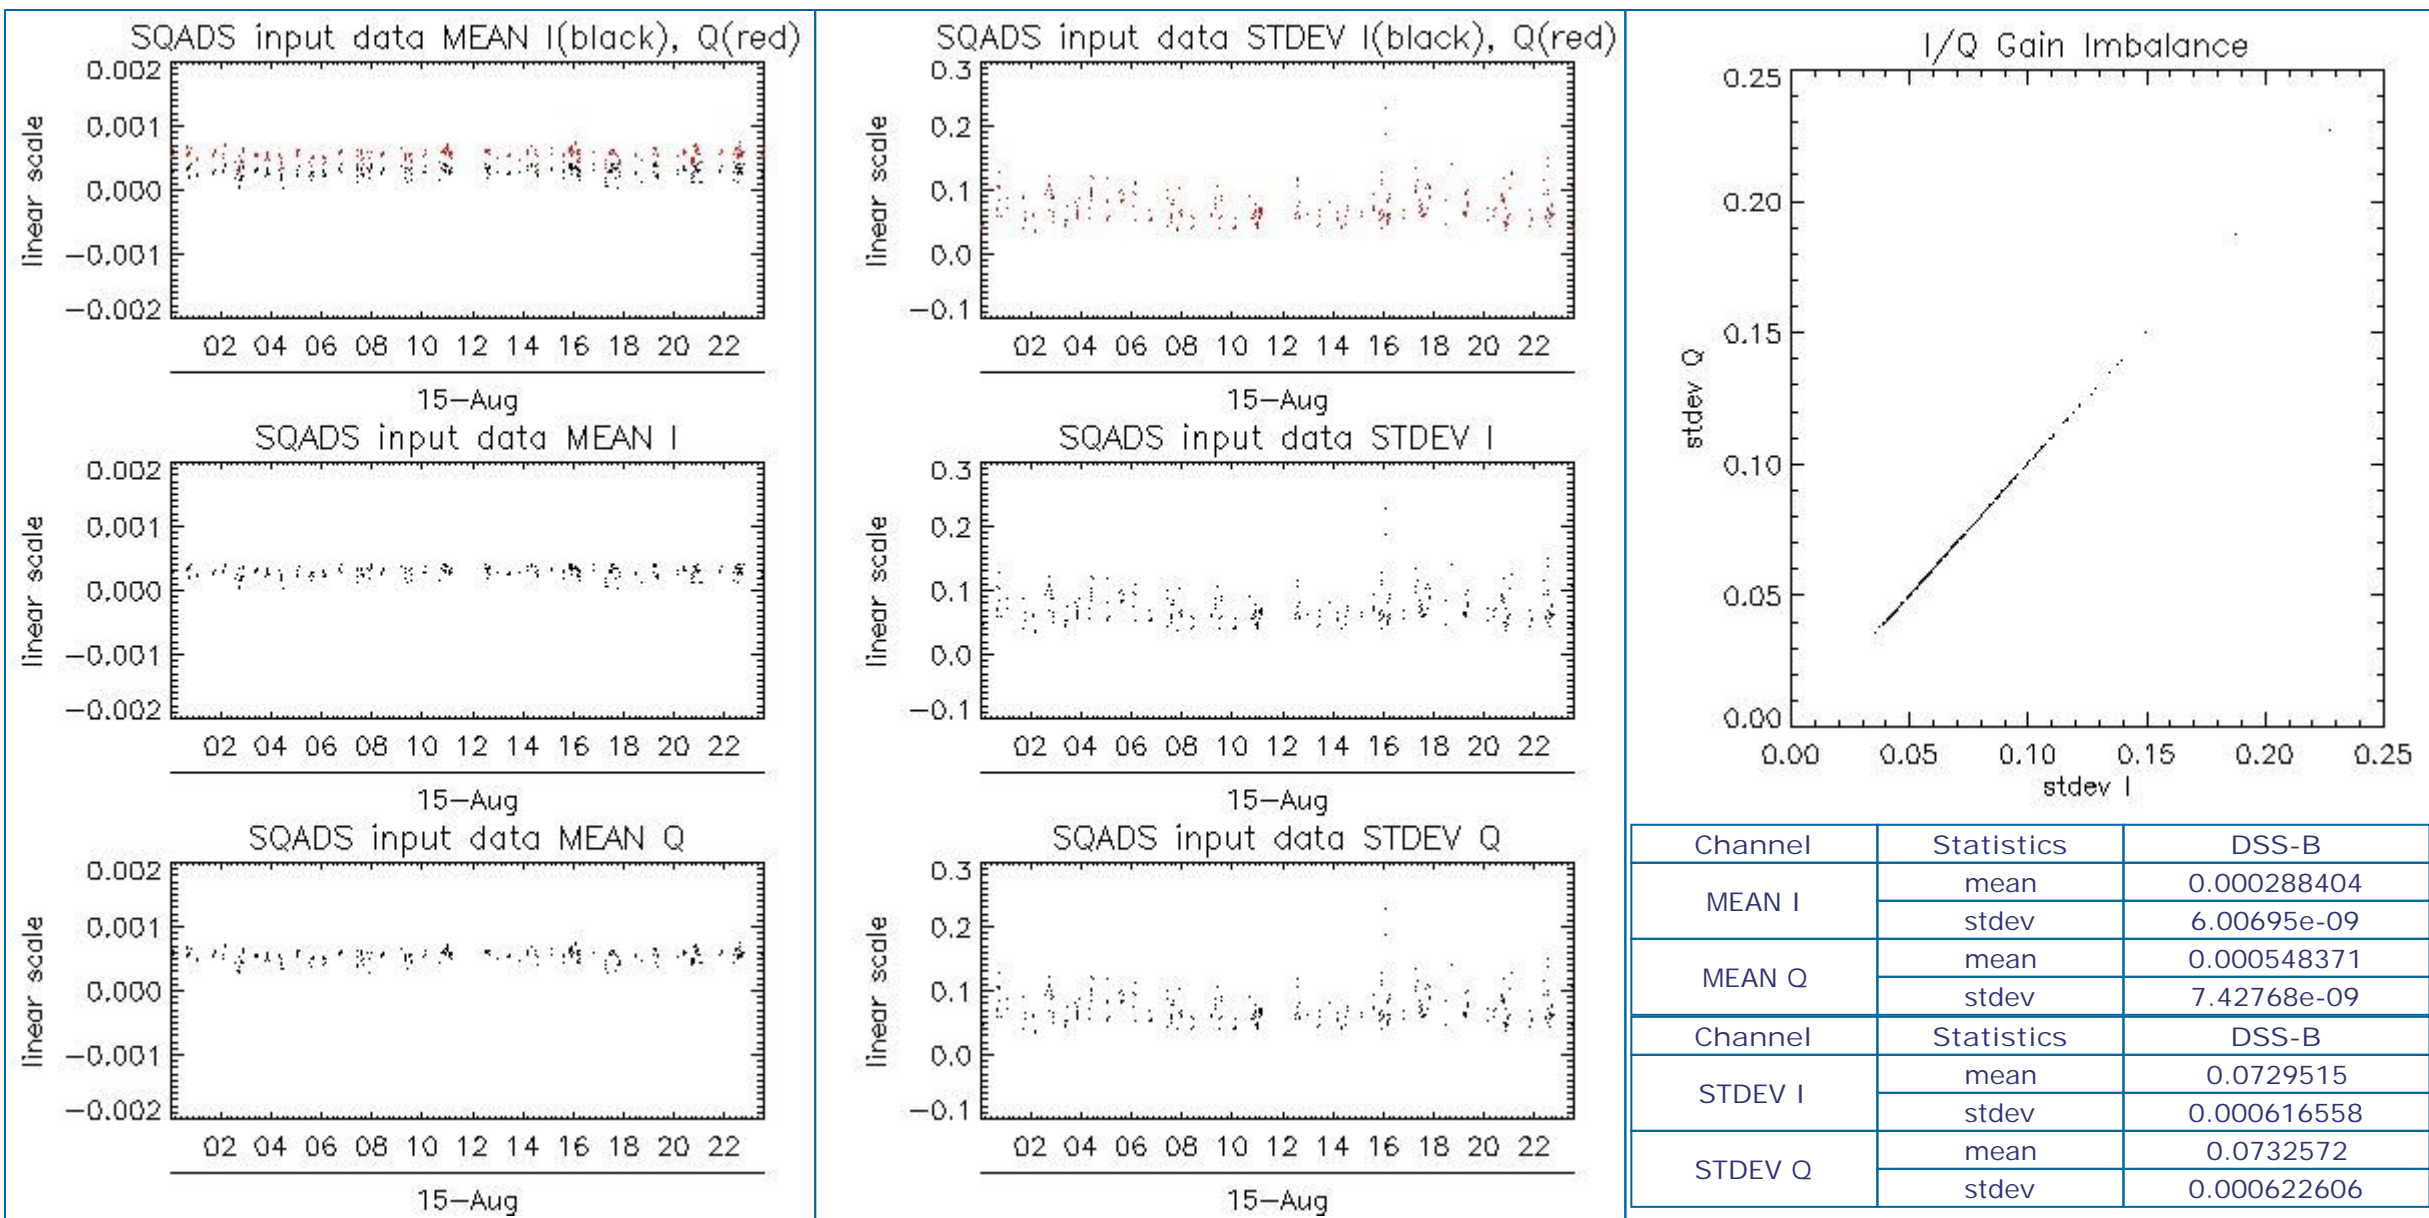 SQADS input data MEAN I(black), Q(red)
linear scale
0.002
0.001
0.000
−0.001
−0.002
02 04 06 08 10 12 14 16 18 20 22
15−Aug
SQADS input data MEAN I
linear scale
0.002
0.001
0.000
−0.001
−0.002
02 04 06 08 10 12 14 16 18 20 22
15−Aug
SQADS input data MEAN Q
linear scale
0.002
0.001
0.000
−0.001
−0.002
02 04 06 08 10 12 14 16 18 20 22
15−Aug
SQADS input data STDEV I(black), Q(red)
linear scale
0.3
0.2
0.1
0.0
−0.1
02 04 06 08 10 12 14 16 18 20 22
15−Aug
SQADS input data STDEV I
linear scale
0.3
0.2
0.1
0.0
−0.1
02 04 06 08 10 12 14 16 18 20 22
15−Aug
SQADS input data STDEV Q
linear scale
0.3
0.2
0.1
0.0
−0.1
02 04 06 08 10 12 14 16 18 20 22
15−Aug
I/Q Gain Imbalance
stdev Q
0.25
0.20
0.15
0.10
0.05
0.00
0.00 0.05 0.10 0.15 0.20 0.25
stdev I
Channel Statistics DSS-B
MEAN I mean 0.000288404
stdev 6.00695e-09
MEAN Q mean 0.000548371
stdev 7.42768e-09
Channel Statistics DSS-B
STDEV I mean 0.0729515
stdev 0.000616558
STDEV Q mean 0.0732572
stdev 0.000622606